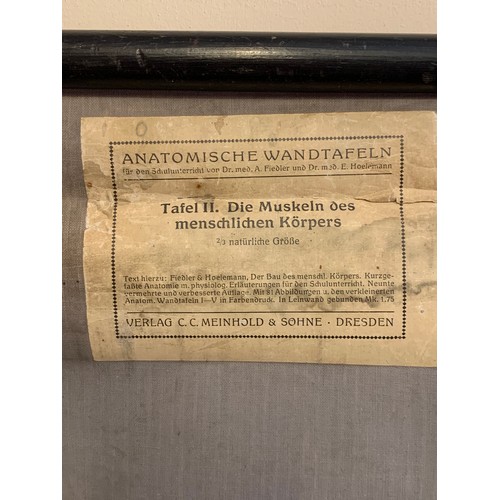 ANATOMISCHE WANDTAFELN
für den Schulunterricht von Dr. med. A. Fiedler und Dr. med. E. Hoelemann
Tafel II. Die Muskeln des
menschlichen Körpers
⅔ natürliche Größe
Text hierzu: Fiedler & Hoelemann, Der Bau des menschl. Körpers. Kurzge-
faßte Anatomie m. physiolog. Erläuterungen für den Schulunterricht. Neunte
vermehrte und verbesserte Auflage. Mit 81 Abbildungen u. den verkleinerten
Anatom. Wandtafeln I—V in Farbendruck. In Leinwand gebunden Mk. 1,75
VERLAG C. C. MEINHOLD & SÖHNE · DRESDEN